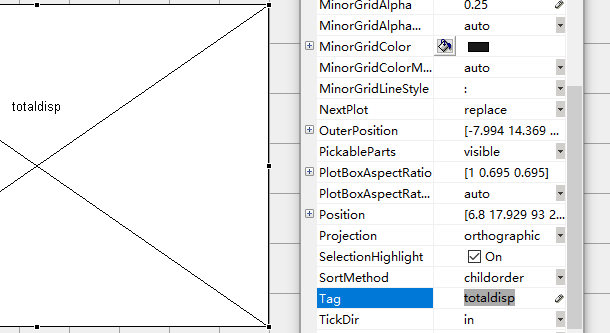 totaldisp
MinorGridAlpha 0.25
MinorGridAlpha... auto
MinorGridColor
MinorGridColorM... auto
MinorGridLineStyle :
NextPlot replace
OuterPosition [-7.994 14.369 ...
PickableParts visible
PlotBoxAspectRatio [1 0.695 0.695]
PlotBoxAspectRat... auto
Position [6.8 17.929 93 2...
Projection orthographic
SelectionHighlight On
SortMethod childorder
Tag totaldisp
TickDir in